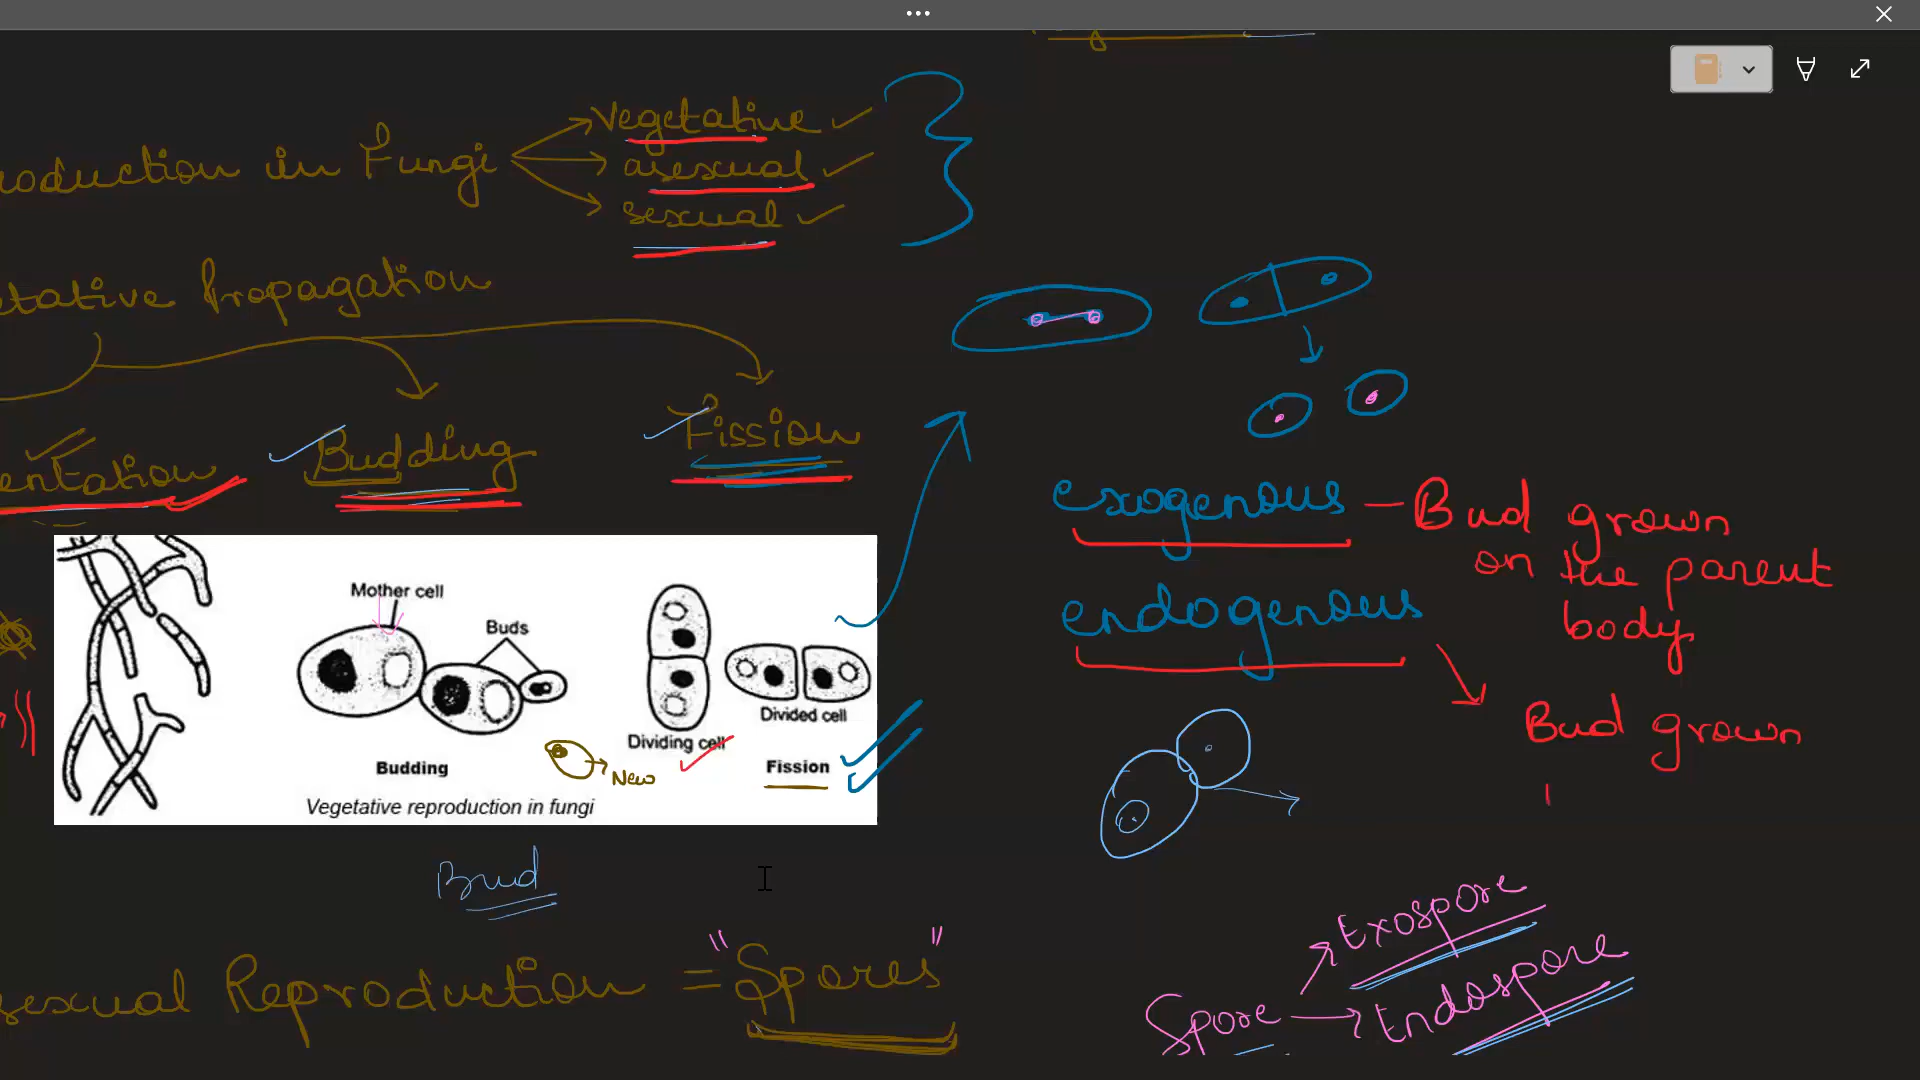 roduction in Fungi
Vegetative
asexual
sexual
etative Propagation
entation
Budding
Fission
exogenous – Bud grown
on the parent
body
endogenous
Bud grown
Mother cell
Buds
Dividing cell
Divided cell
Budding
New
Fission
Vegetative reproduction in fungi
Bud
sexual Reproduction = "Spores"
Spore
Exospore
Endospore